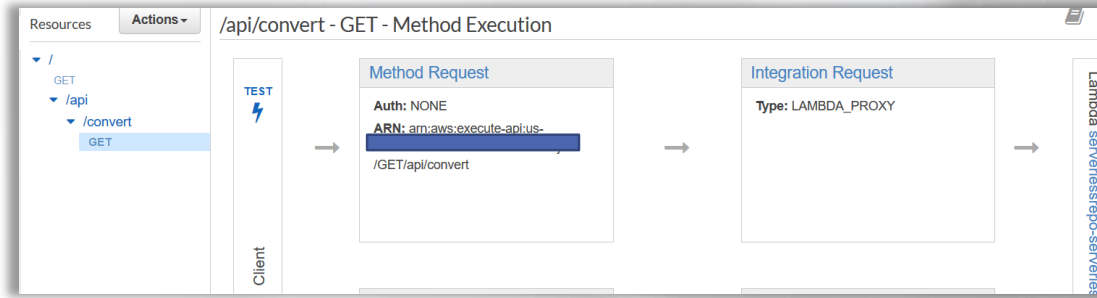 Resources
Actions
/api/convert - GET - Method Execution
/
GET
/api
/convert
GET
TEST
Client
Method Request
Auth: NONE
ARN: arn:aws:execute-api:us-
/GET/api/convert
Integration Request
Type: LAMBDA_PROXY
Lambda serverlessrepo-serverles